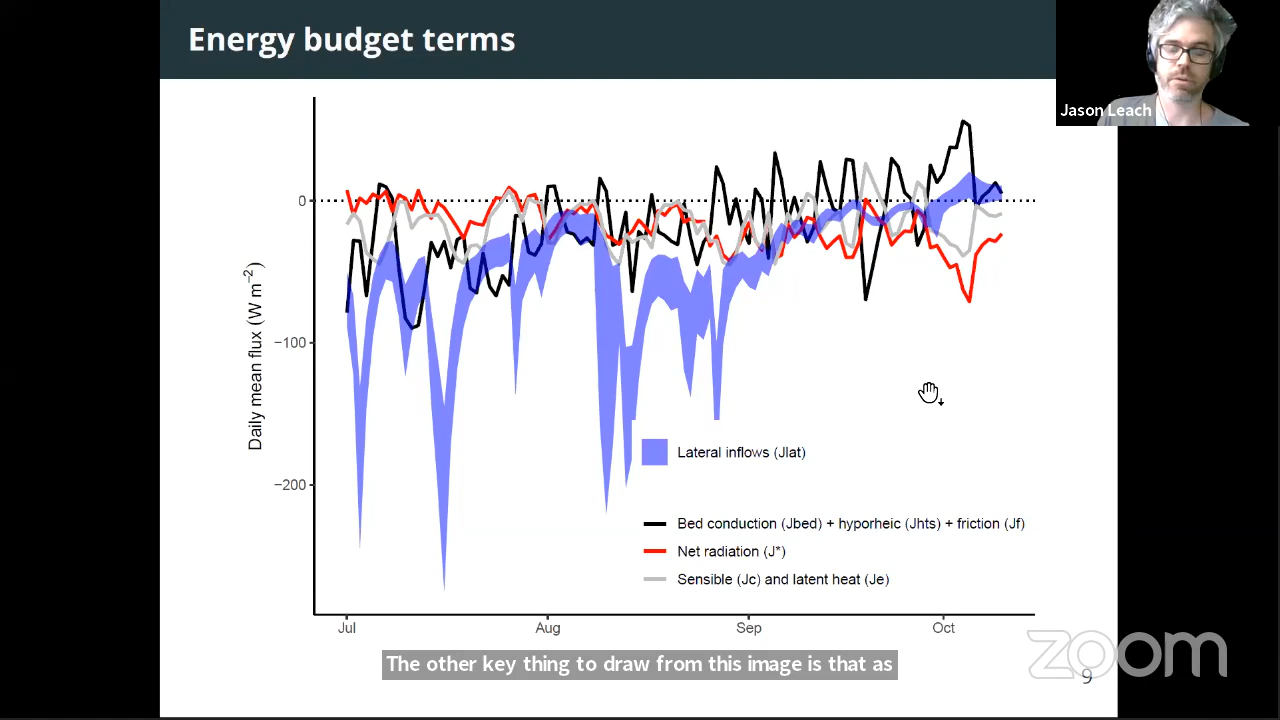 Energy budget terms
Jason Leach
0
−100
−200
Daily mean flux (W m−2)
Lateral inflows (Jlat)
Bed conduction (Jbed) + hyporheic (Jhts) + friction (Jf)
Net radiation (J*)
Sensible (Jc) and latent heat (Je)
Jul Aug Sep Oct
The other key thing to draw from this image is that as
zoom
9